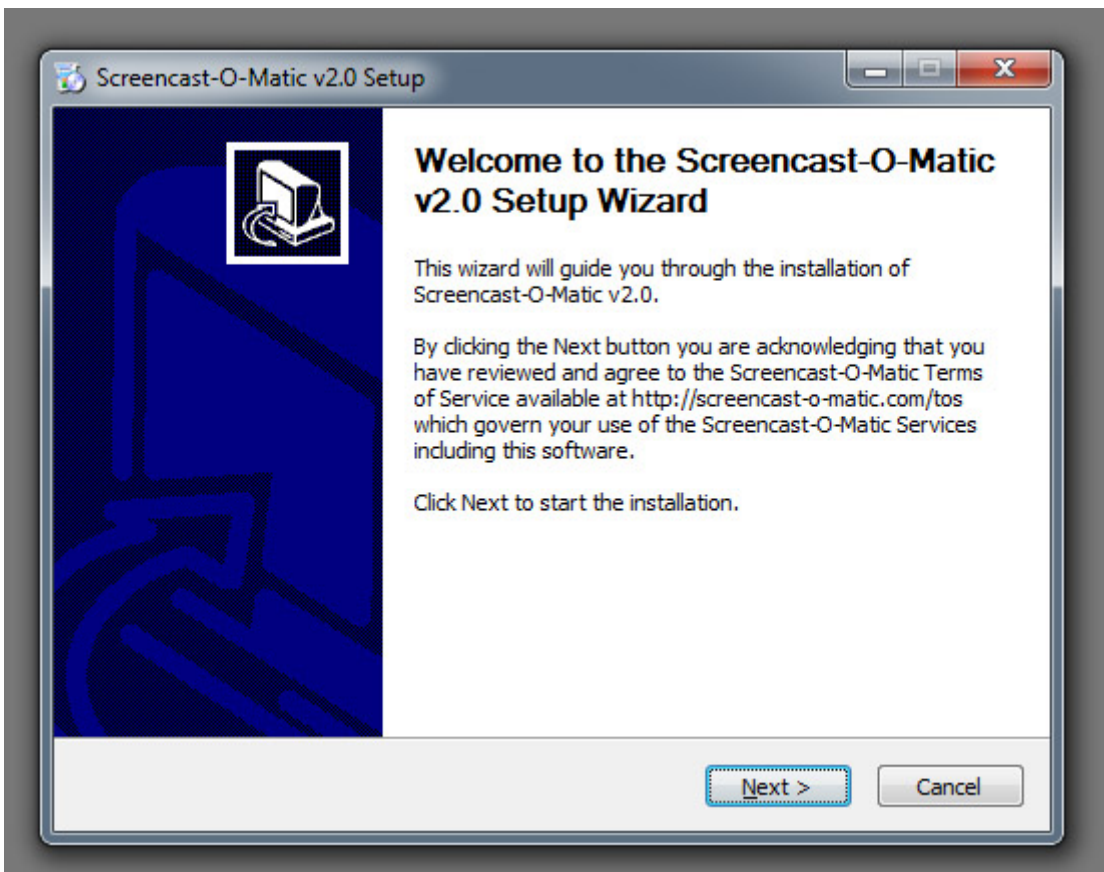 Screencast-O-Matic v2.0 Setup
Welcome to the Screencast-O-Matic
v2.0 Setup Wizard
This wizard will guide you through the installation of
Screencast-O-Matic v2.0.
By clicking the Next button you are acknowledging that you
have reviewed and agree to the Screencast-O-Matic Terms
of Service available at http://screencast-o-matic.com/tos
which govern your use of the Screencast-O-Matic Services
including this software.
Click Next to start the installation.
Next >
Cancel